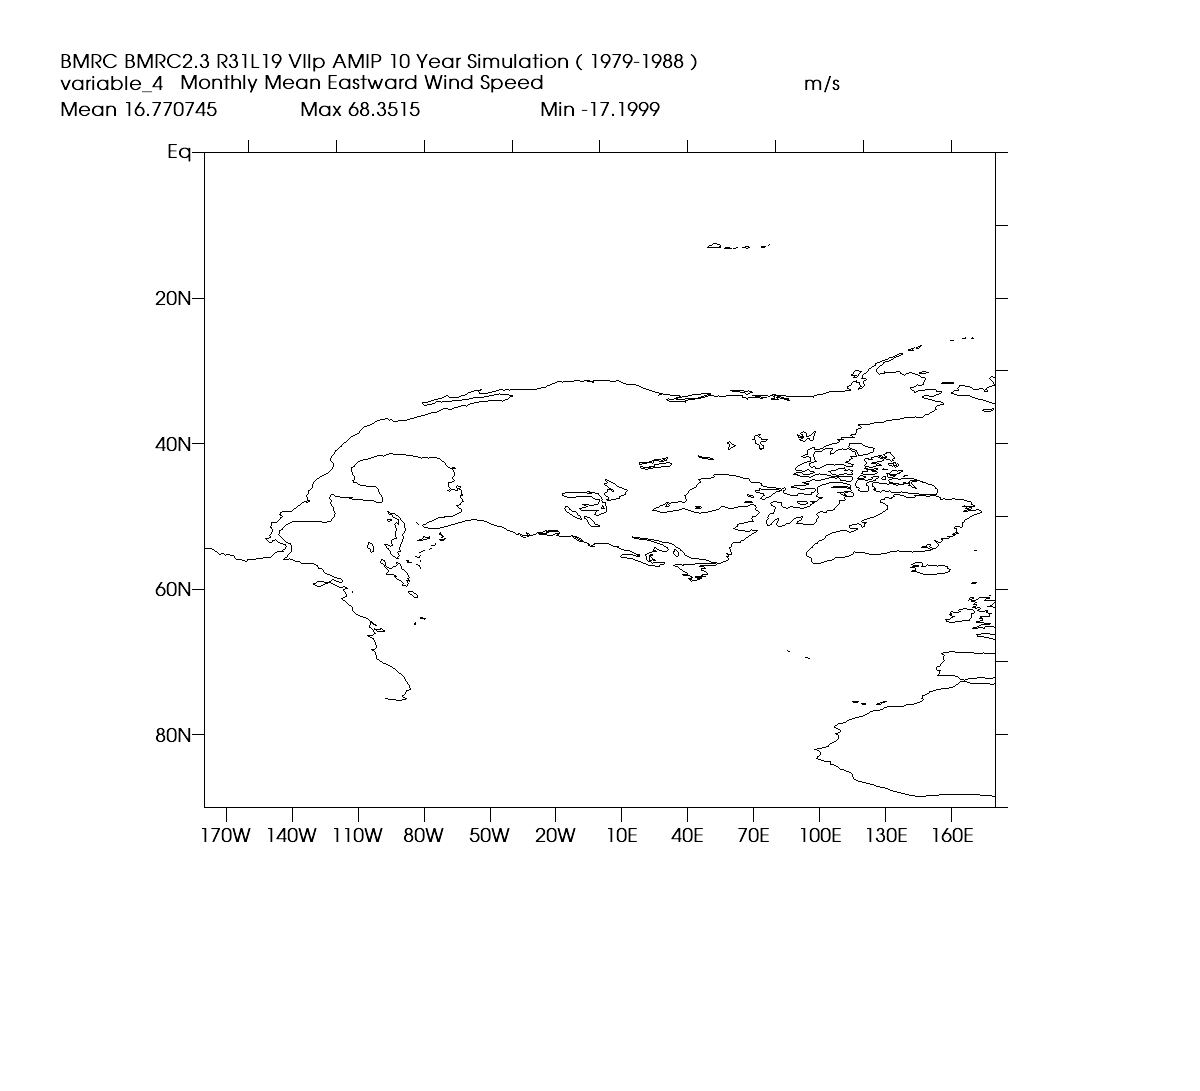 BMRC BMRC2.3 R31L19 VIIp AMIP 10 Year Simulation ( 1979-1988 )
variable_4 Monthly Mean Eastward Wind Speed m/s
Mean 16.770745 Max 68.3515 Min -17.1999
Eq
20N
40N
60N
80N
170W 140W 110W 80W 50W 20W 10E 40E 70E 100E 130E 160E